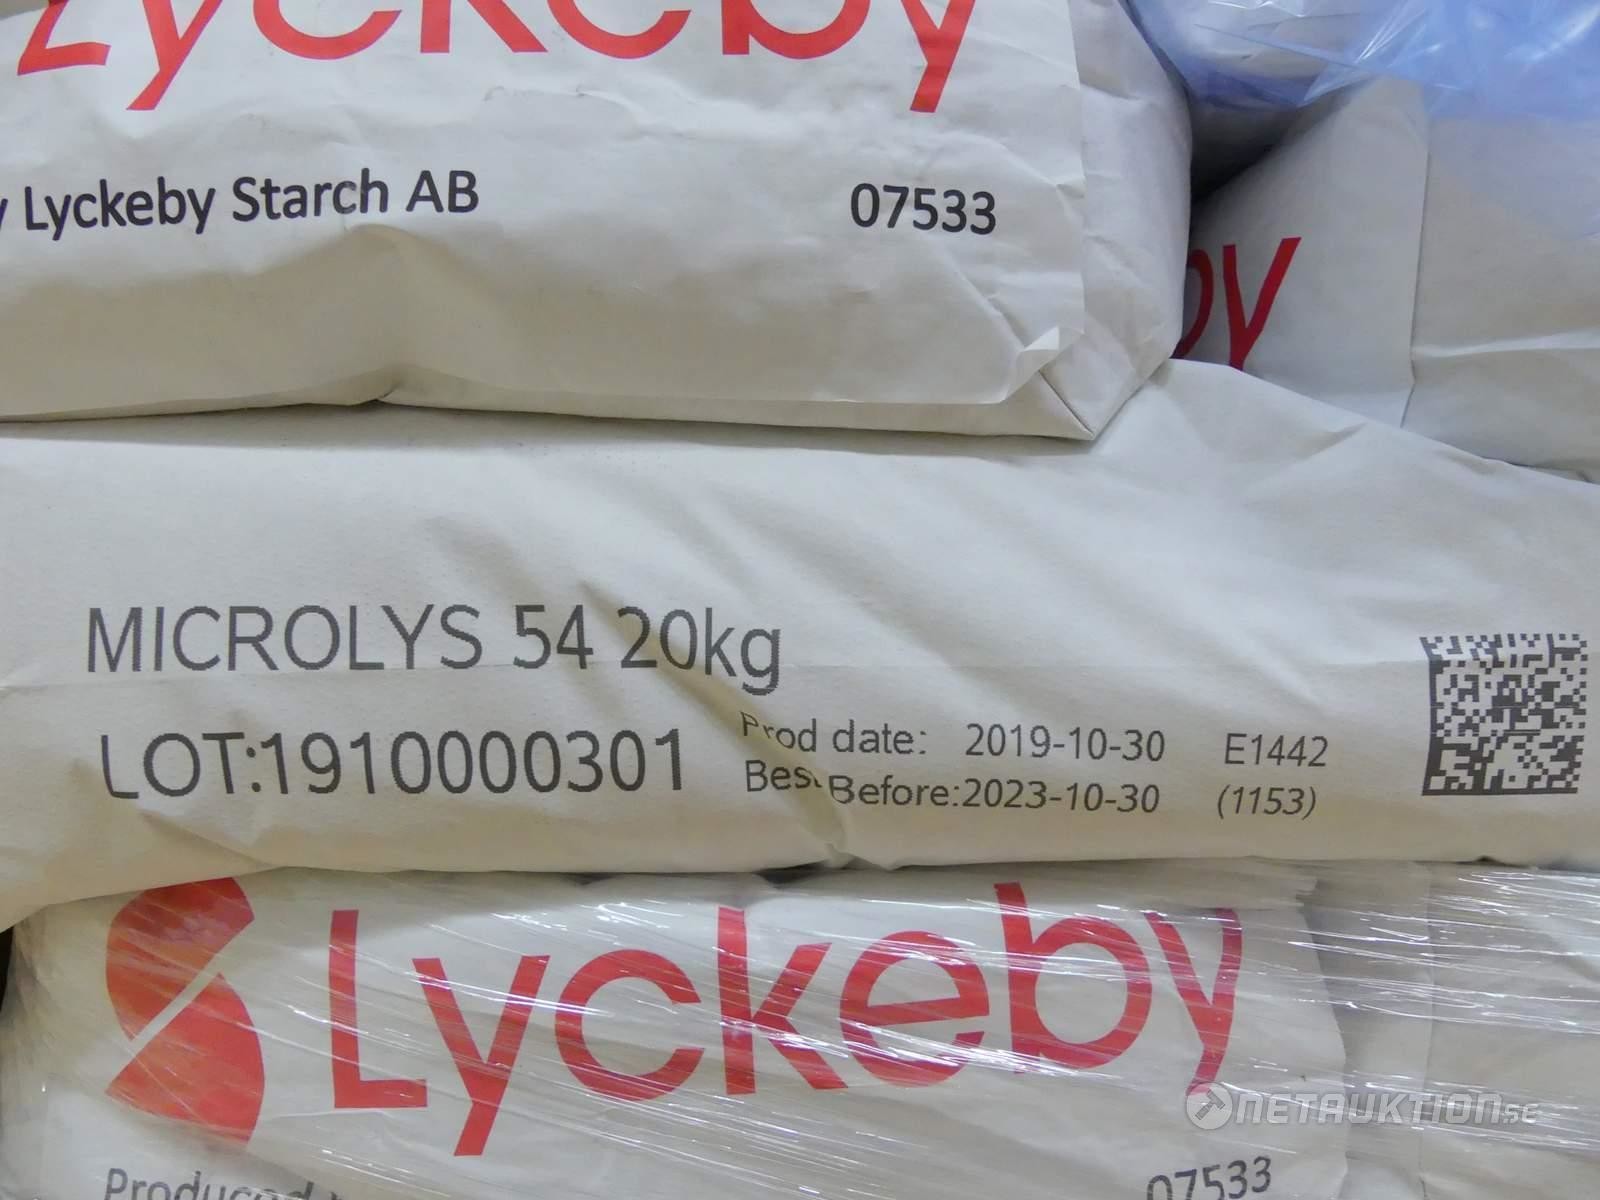 Lyckeby
y Lyckeby Starch AB 07533
by
MICROLYS 54 20kg
LOT:1910000301
Prod date: 2019-10-30 E1442
Best Before:2023-10-30 (1153)
Lyckeby
NETAUKTION.SE
Produced 07533